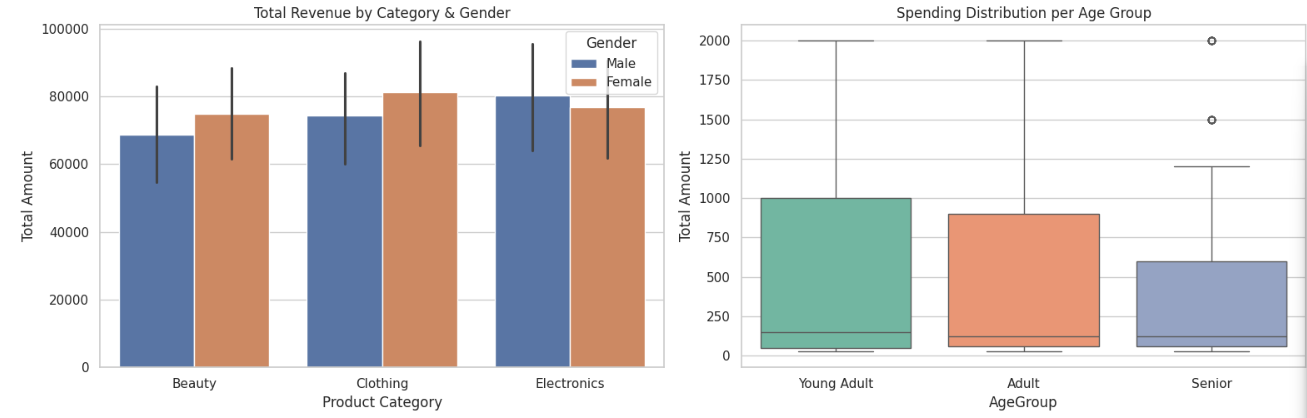 Total Revenue by Category & Gender
100000
80000
60000
40000
20000
0
Total Amount
Gender
Male
Female
Beauty
Clothing
Electronics
Product Category
Spending Distribution per Age Group
2000
1750
1500
1250
1000
750
500
250
0
Total Amount
Young Adult
Adult
Senior
AgeGroup